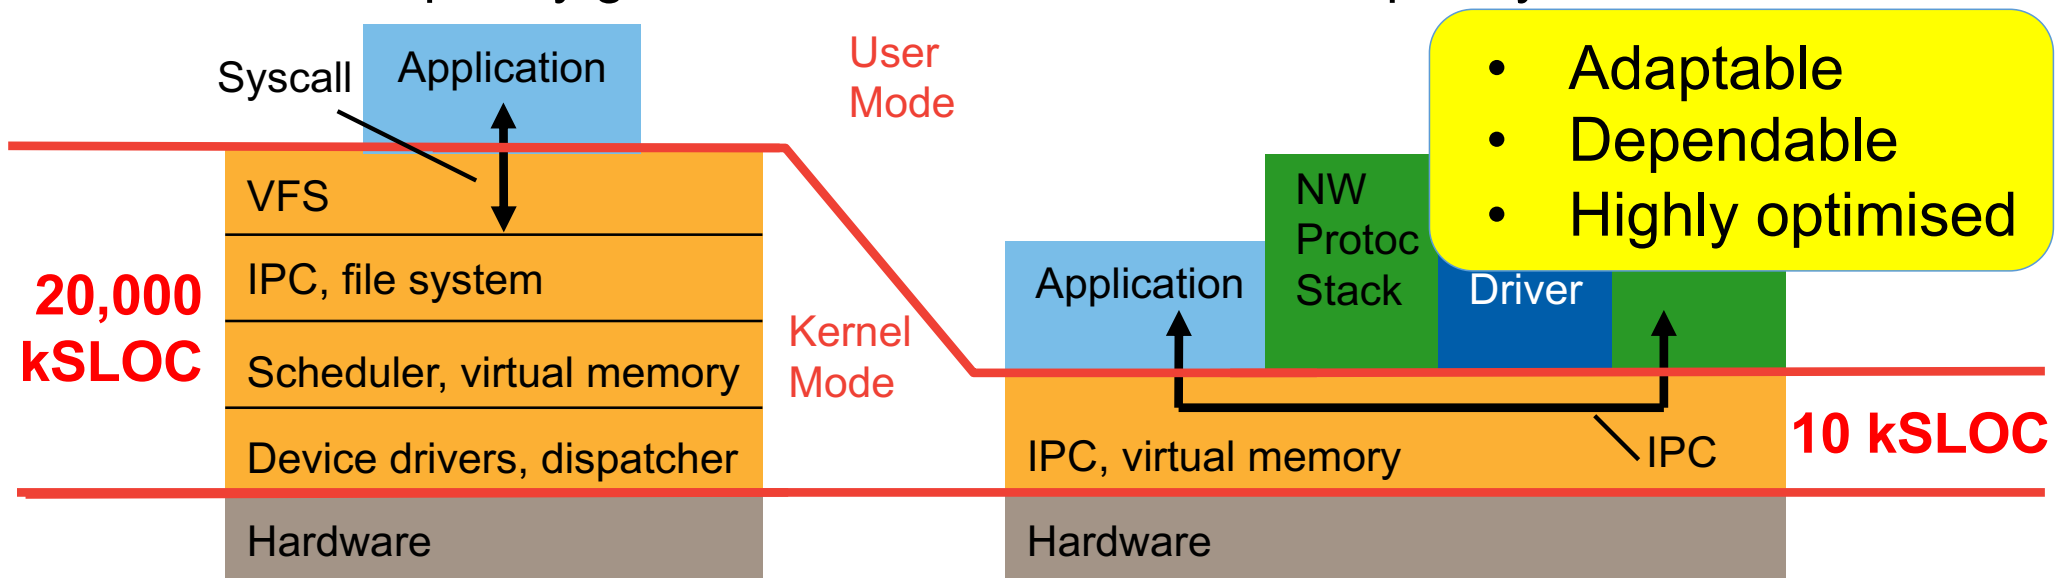 Syscall
Application
User
Mode
VFS
IPC, file system
Scheduler, virtual memory
Device drivers, dispatcher
Hardware
20,000
kSLOC
Kernel
Mode
Application
NW
Protoc
Stack
Driver
• Adaptable
• Dependable
• Highly optimised
IPC, virtual memory
IPC
10 kSLOC
Hardware